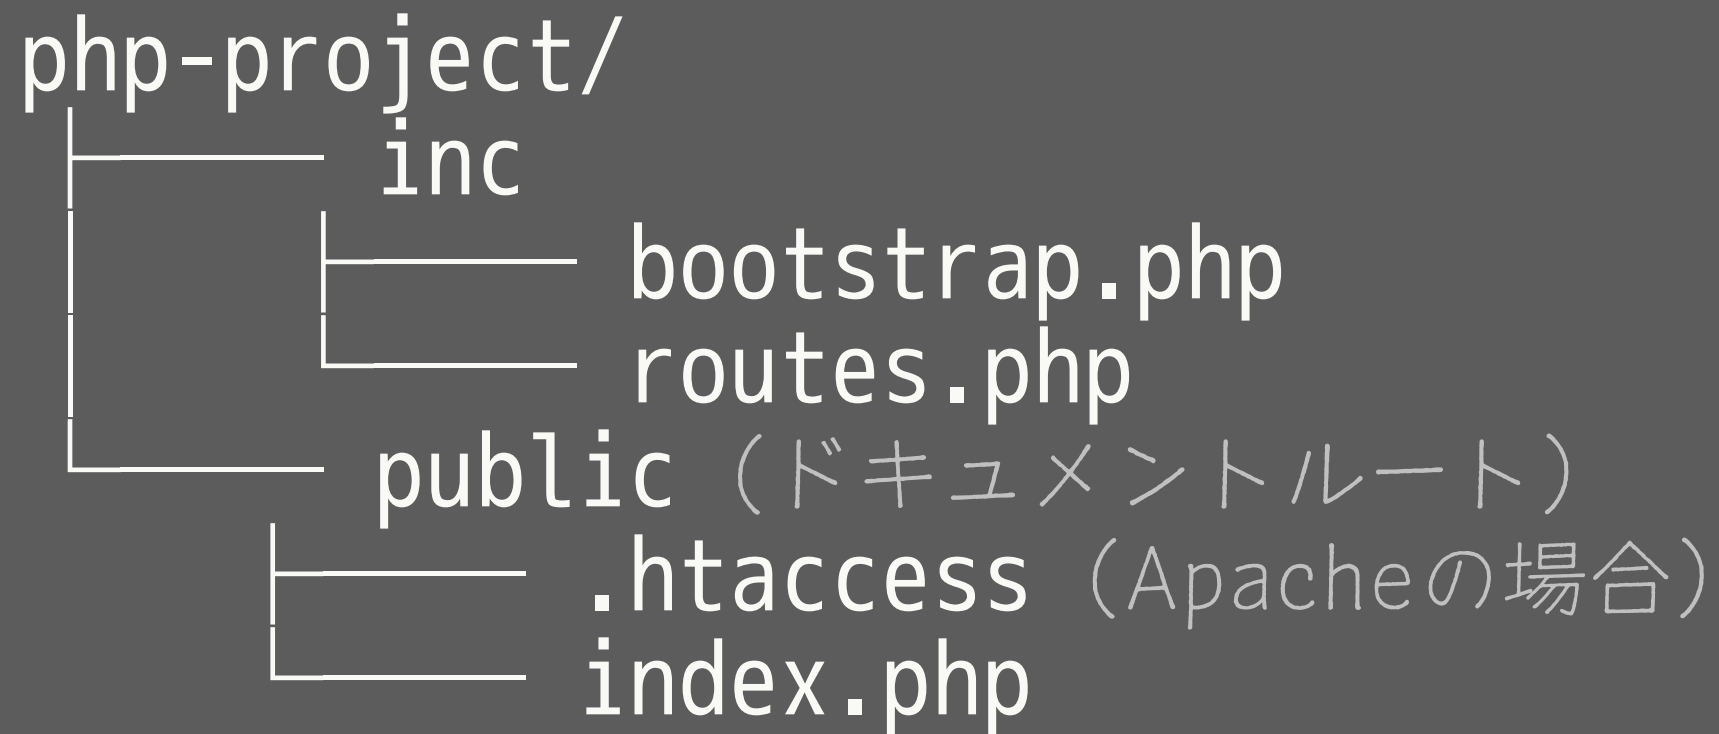 php-project/
├── inc
│ ├── bootstrap.php
│ └── routes.php
└── public（ドキュメントルート）
├── .htaccess（Apacheの場合）
└── index.php